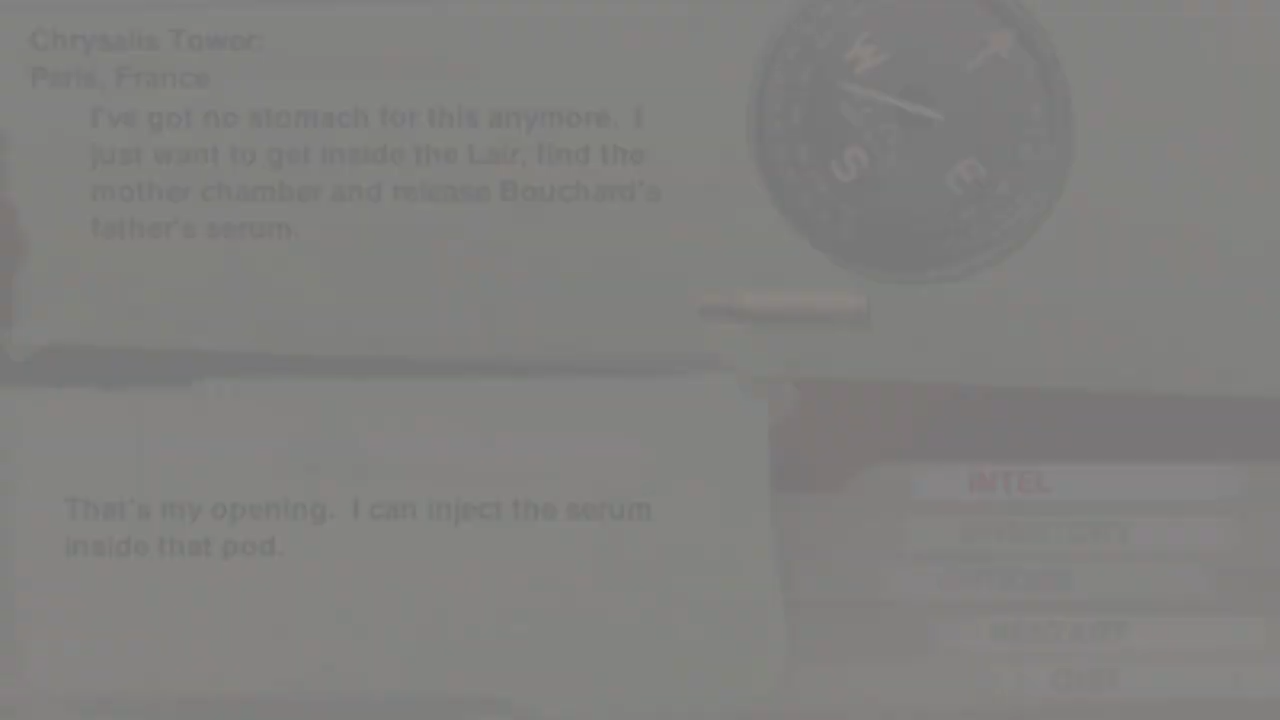 Chrysalis Tower:
Paris, France
I've got no stomach for this anymore.  I
just want to get inside the Lair, find the
mother chamber and release Bouchard's
father's serum.
W
S
E
That's my opening.  I can inject the serum
inside that pod.
INTEL